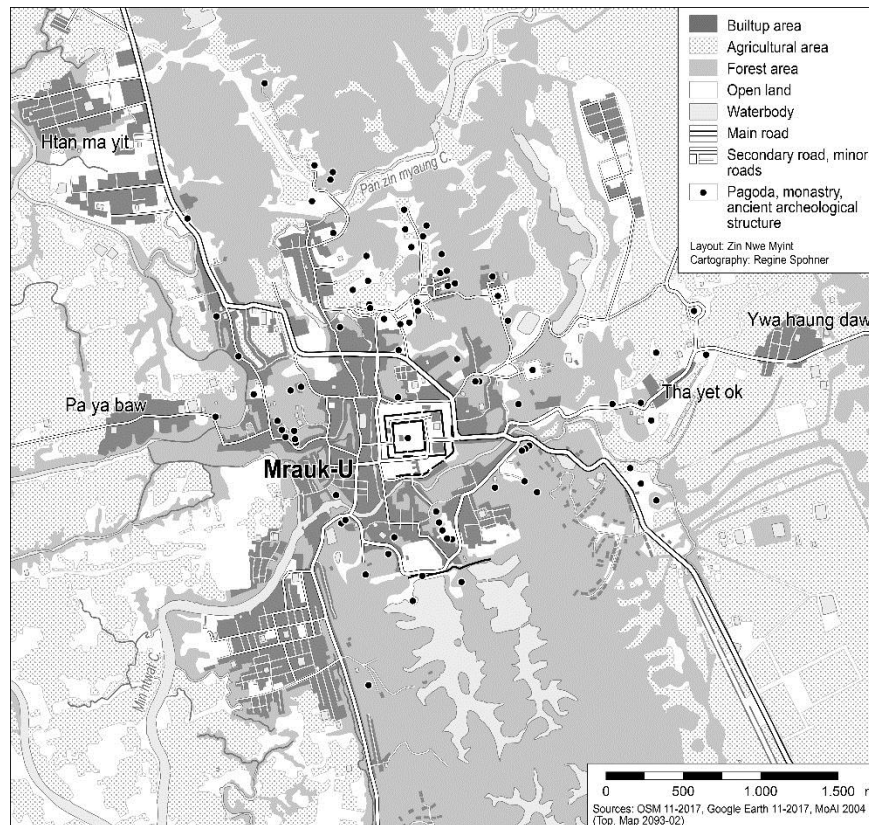 Builtup area
Agricultural area
Forest area
Open land
Waterbody
Main road
Secondary road, minor
roads
Pagoda, monastry,
ancient archeological
structure
Layout: Zin Nwe Myint
Cartography: Regine Spohner
Htan ma yit
Pan zin myaung C.
Ywa haung daw
Tha yet ok
Pa ya baw
Mrauk-U
Min htwat C.
0 500 1.000 1.500 m
Sources: OSM 11-2017, Google Earth 11-2017, MoAI 2004
(Top. Map 2093-02)